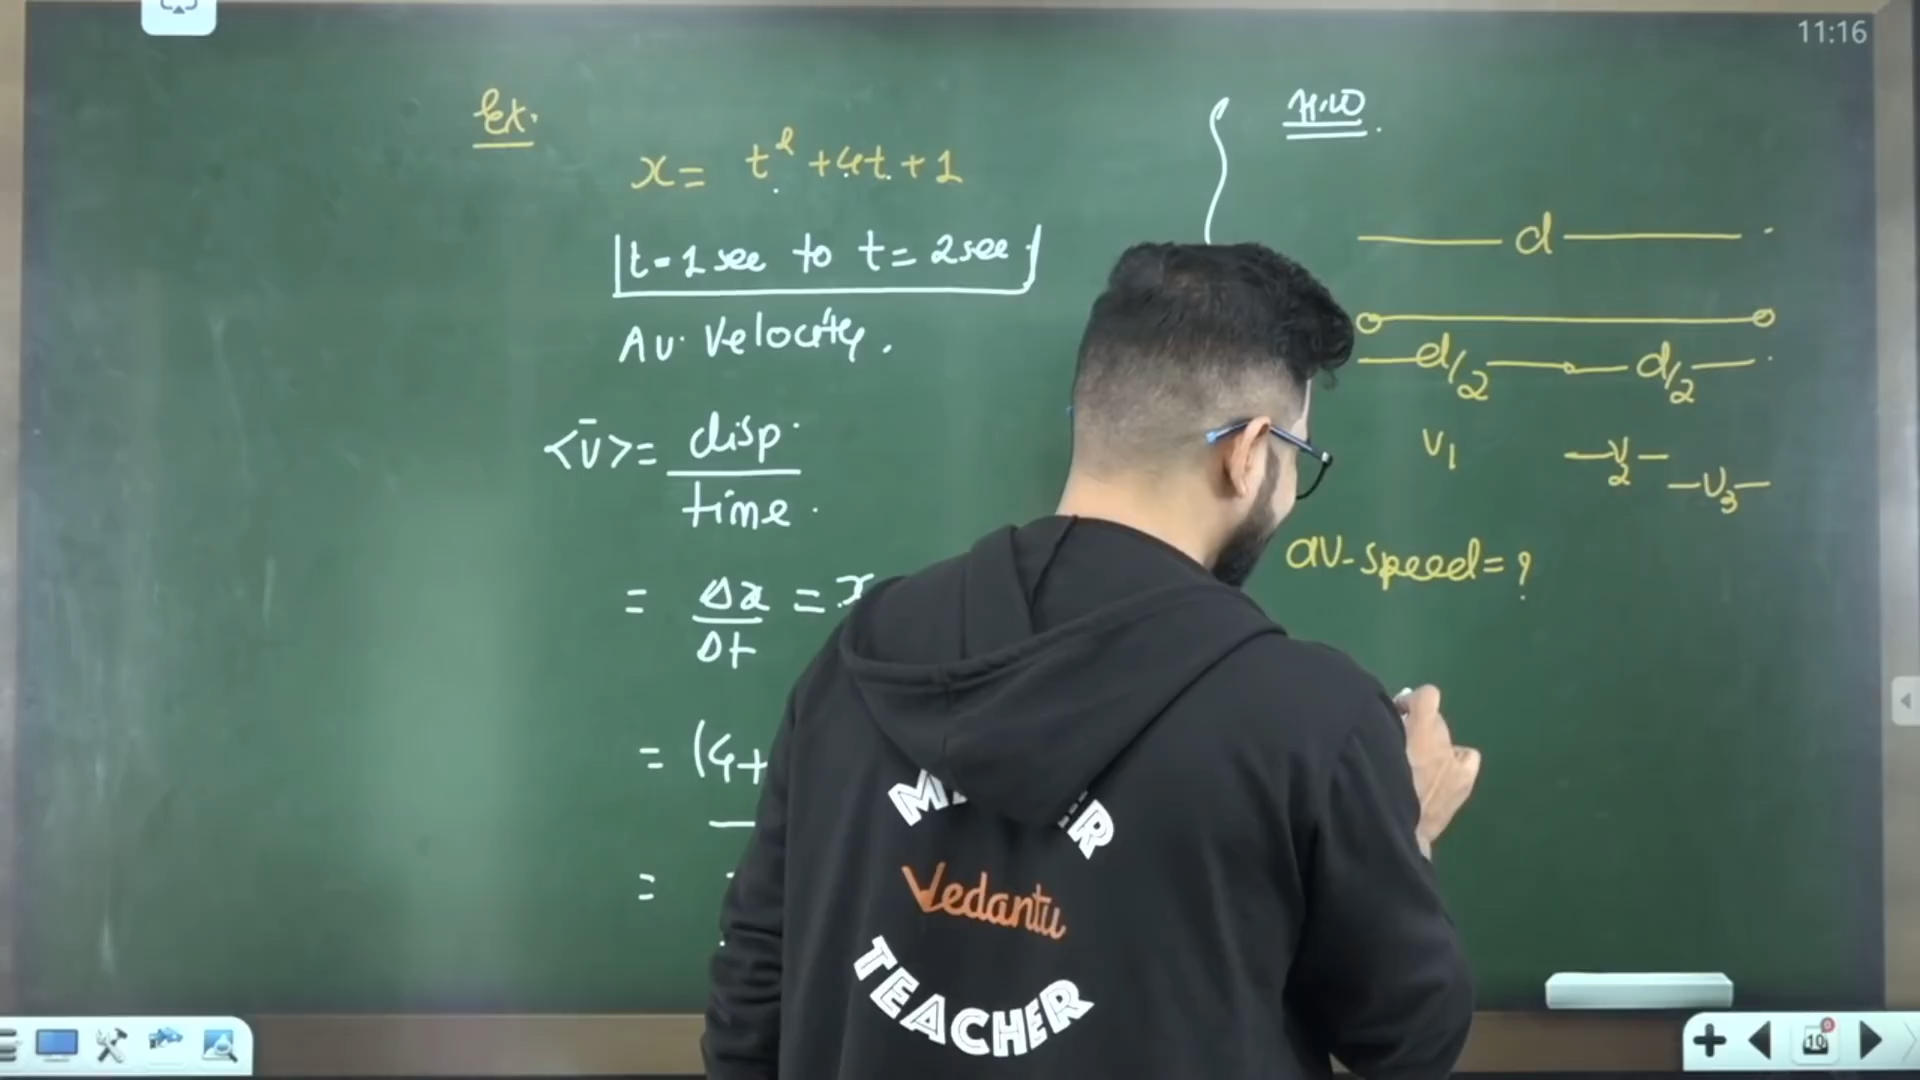 11:16
Ex.
x = t² + 4t + 1
t = 1 sec to t = 2 sec
Av. Velocity.
<v̄> = disp. / time.
= Δx / Δt = x
= (4+
=
H.W.
d
d/2 d/2
V₁ V₂ V₃
av-speed = ?
Vedantu
TEACHER
10